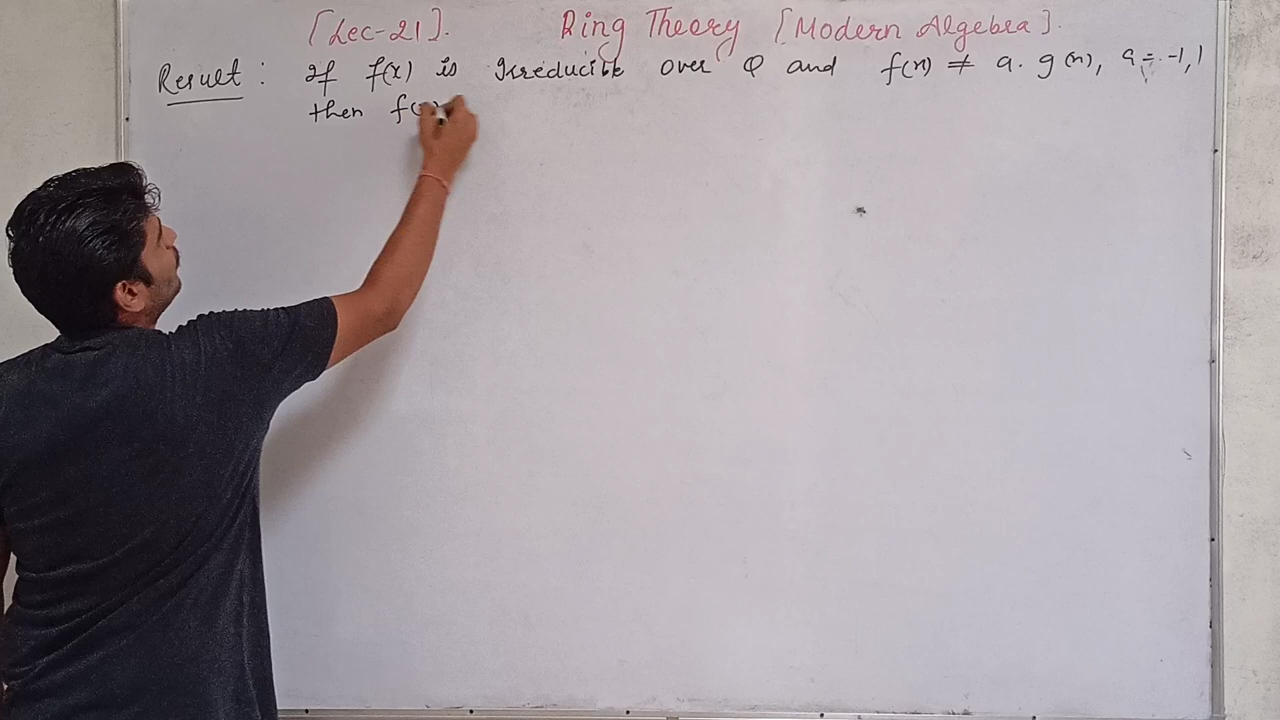 [Lec-21]. Ring Theory [Modern Algebra].
Result : If f(x) is Irreducible over Q and f(x) ≠ a. g(x), a = -1, 1
then f(x)